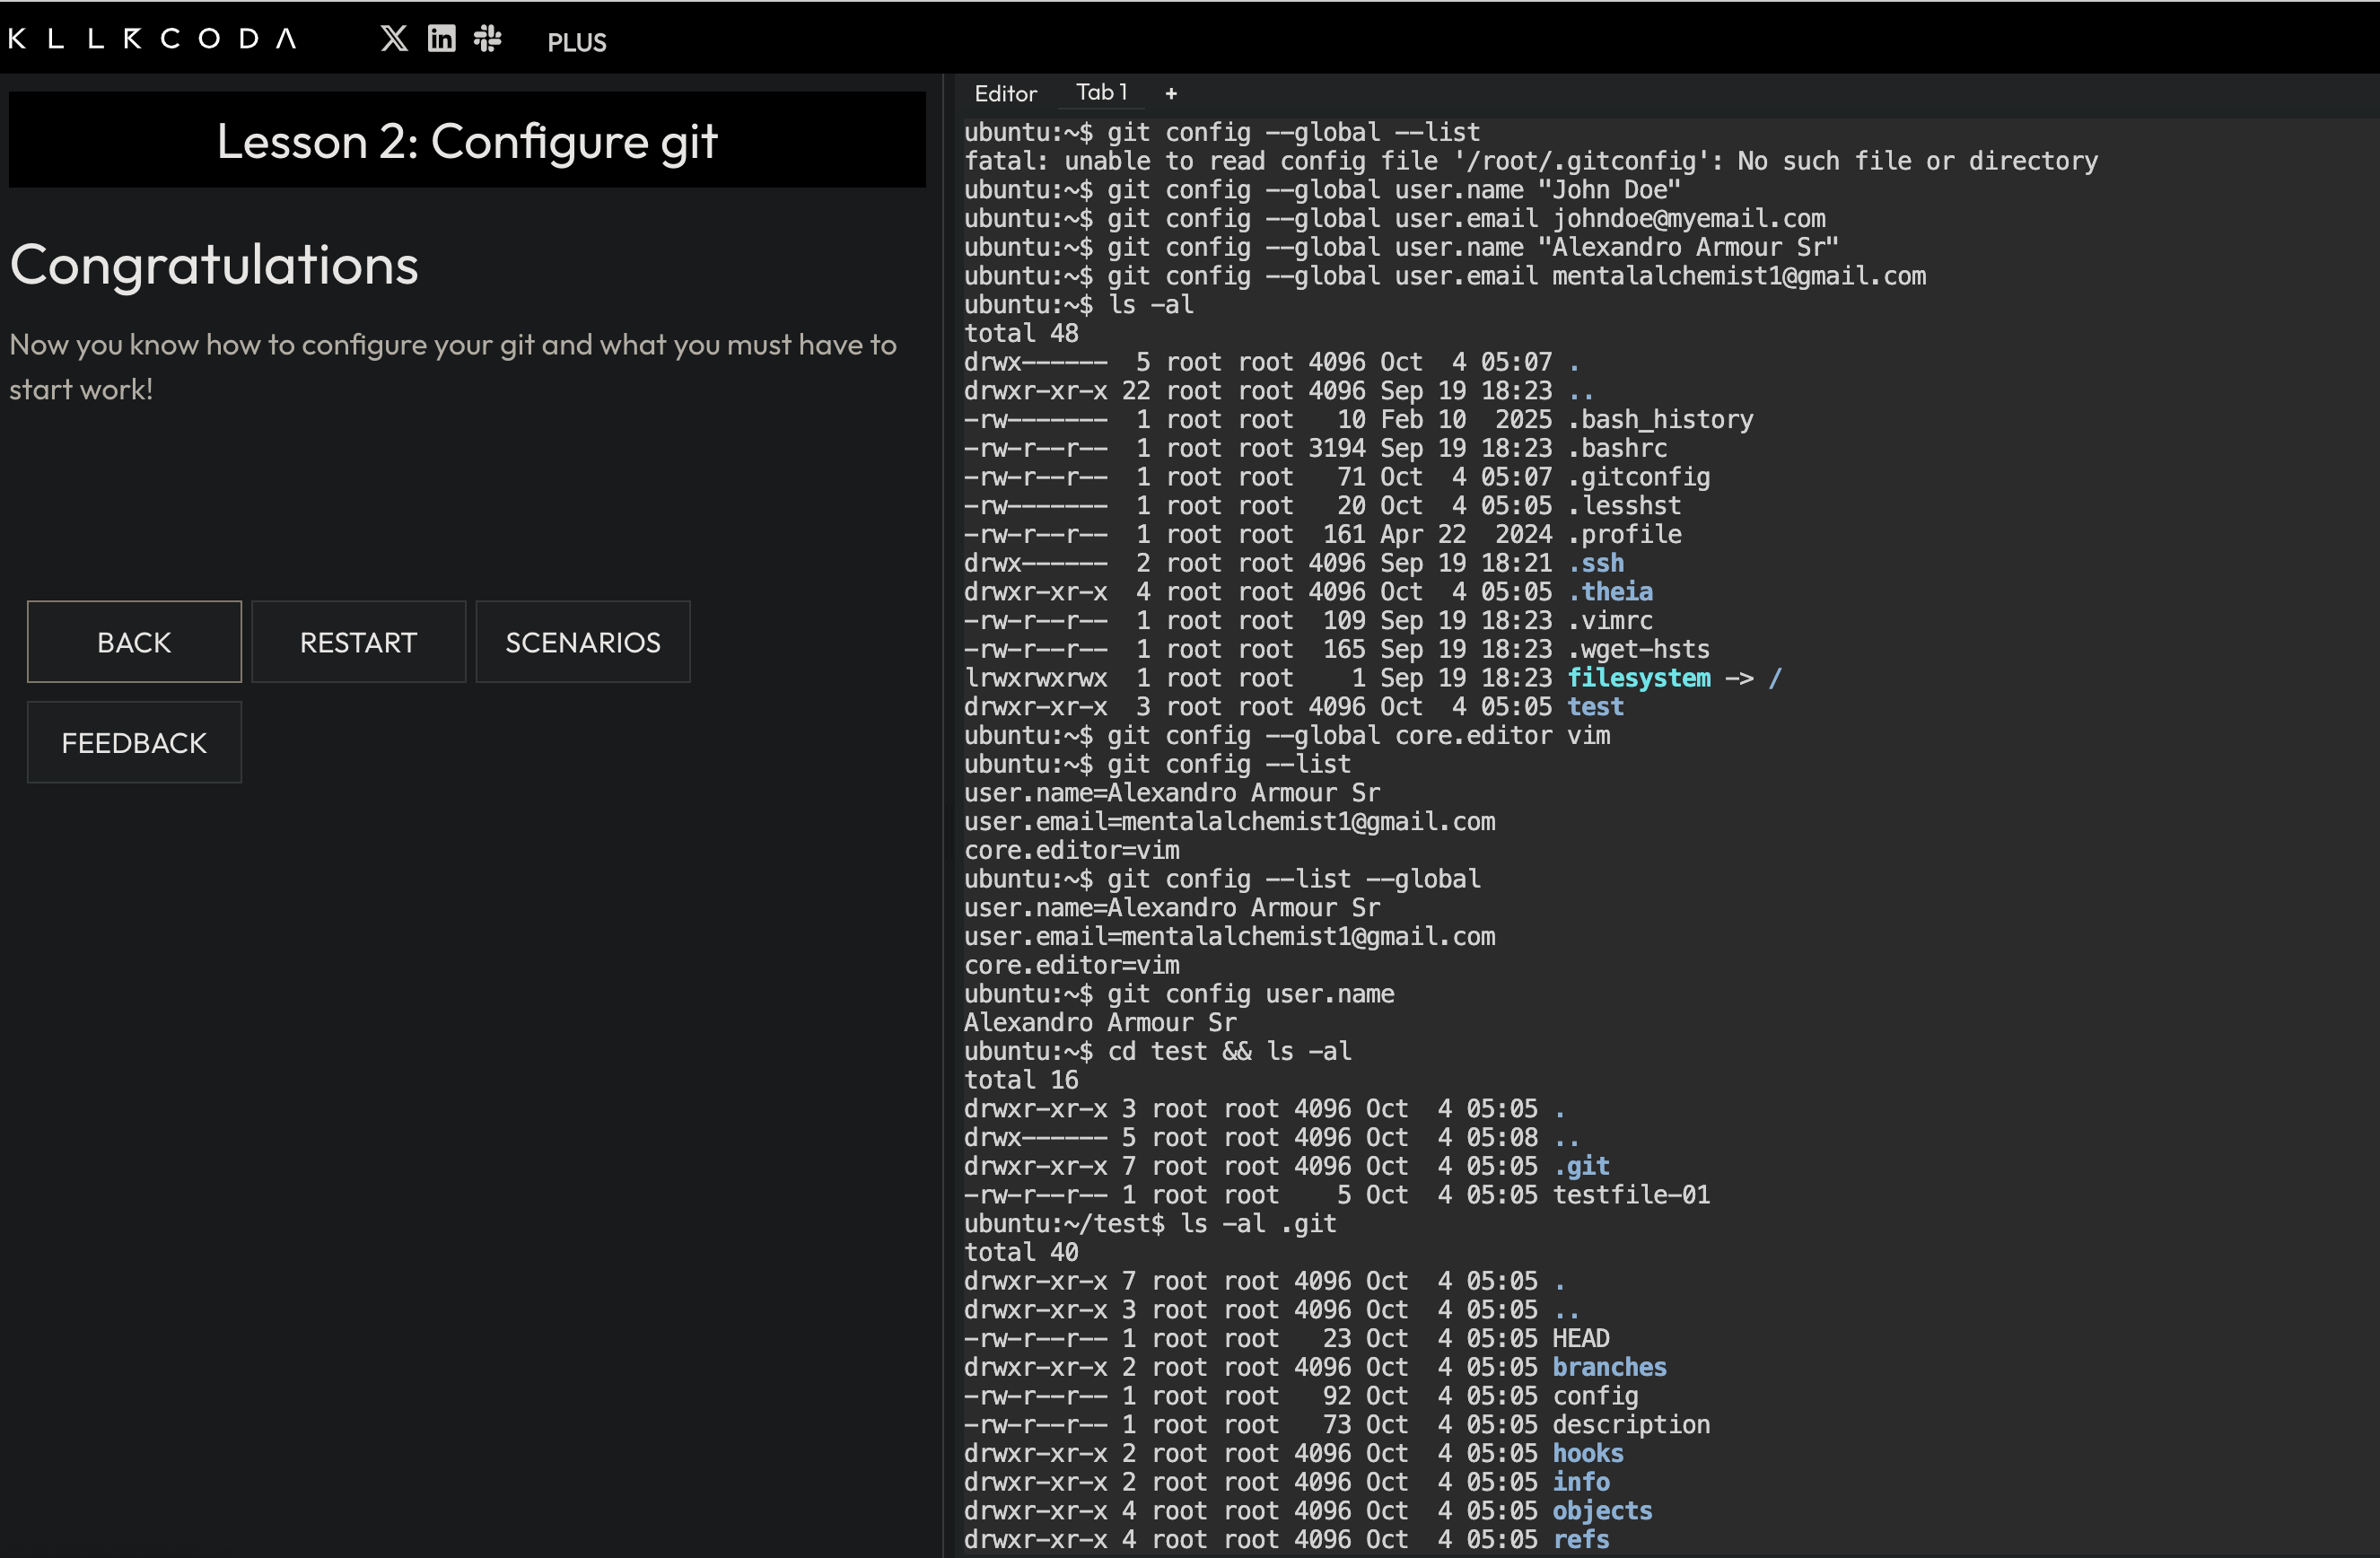 KLLRCODA
PLUS
Lesson 2: Configure git
Congratulations
Now you know how to configure your git and what you must have to
start work!
BACK
RESTART
SCENARIOS
FEEDBACK
Editor Tab 1 +
ubuntu:~$ git config --global --list
fatal: unable to read config file '/root/.gitconfig': No such file or directory
ubuntu:~$ git config --global user.name "John Doe"
ubuntu:~$ git config --global user.email johndoe@myemail.com
ubuntu:~$ git config --global user.name "Alexandro Armour Sr"
ubuntu:~$ git config --global user.email mentalalchemist1@gmail.com
ubuntu:~$ ls -al
total 48
drwx------  5 root root 4096 Oct  4 05:07 .
drwxr-xr-x 22 root root 4096 Sep 19 18:23 ..
-rw-------  1 root root   10 Feb 10  2025 .bash_history
-rw-r--r--  1 root root 3194 Sep 19 18:23 .bashrc
-rw-r--r--  1 root root   71 Oct  4 05:07 .gitconfig
-rw-------  1 root root   20 Oct  4 05:05 .lesshst
-rw-r--r--  1 root root  161 Apr 22  2024 .profile
drwx------  2 root root 4096 Sep 19 18:21 .ssh
drwxr-xr-x  4 root root 4096 Oct  4 05:05 .theia
-rw-r--r--  1 root root  109 Sep 19 18:23 .vimrc
-rw-r--r--  1 root root  165 Sep 19 18:23 .wget-hsts
lrwxrwxrwx  1 root root    1 Sep 19 18:23 filesystem -> /
drwxr-xr-x  3 root root 4096 Oct  4 05:05 test
ubuntu:~$ git config --global core.editor vim
ubuntu:~$ git config --list
user.name=Alexandro Armour Sr
user.email=mentalalchemist1@gmail.com
core.editor=vim
ubuntu:~$ git config --list --global
user.name=Alexandro Armour Sr
user.email=mentalalchemist1@gmail.com
core.editor=vim
ubuntu:~$ git config user.name
Alexandro Armour Sr
ubuntu:~$ cd test && ls -al
total 16
drwxr-xr-x 3 root root 4096 Oct  4 05:05 .
drwx------ 5 root root 4096 Oct  4 05:08 ..
drwxr-xr-x 7 root root 4096 Oct  4 05:05 .git
-rw-r--r-- 1 root root    5 Oct  4 05:05 testfile-01
ubuntu:~/test$ ls -al .git
total 40
drwxr-xr-x 7 root root 4096 Oct  4 05:05 .
drwxr-xr-x 3 root root 4096 Oct  4 05:05 ..
-rw-r--r-- 1 root root   23 Oct  4 05:05 HEAD
drwxr-xr-x 2 root root 4096 Oct  4 05:05 branches
-rw-r--r-- 1 root root   92 Oct  4 05:05 config
-rw-r--r-- 1 root root   73 Oct  4 05:05 description
drwxr-xr-x 2 root root 4096 Oct  4 05:05 hooks
drwxr-xr-x 2 root root 4096 Oct  4 05:05 info
drwxr-xr-x 4 root root 4096 Oct  4 05:05 objects
drwxr-xr-x 4 root root 4096 Oct  4 05:05 refs